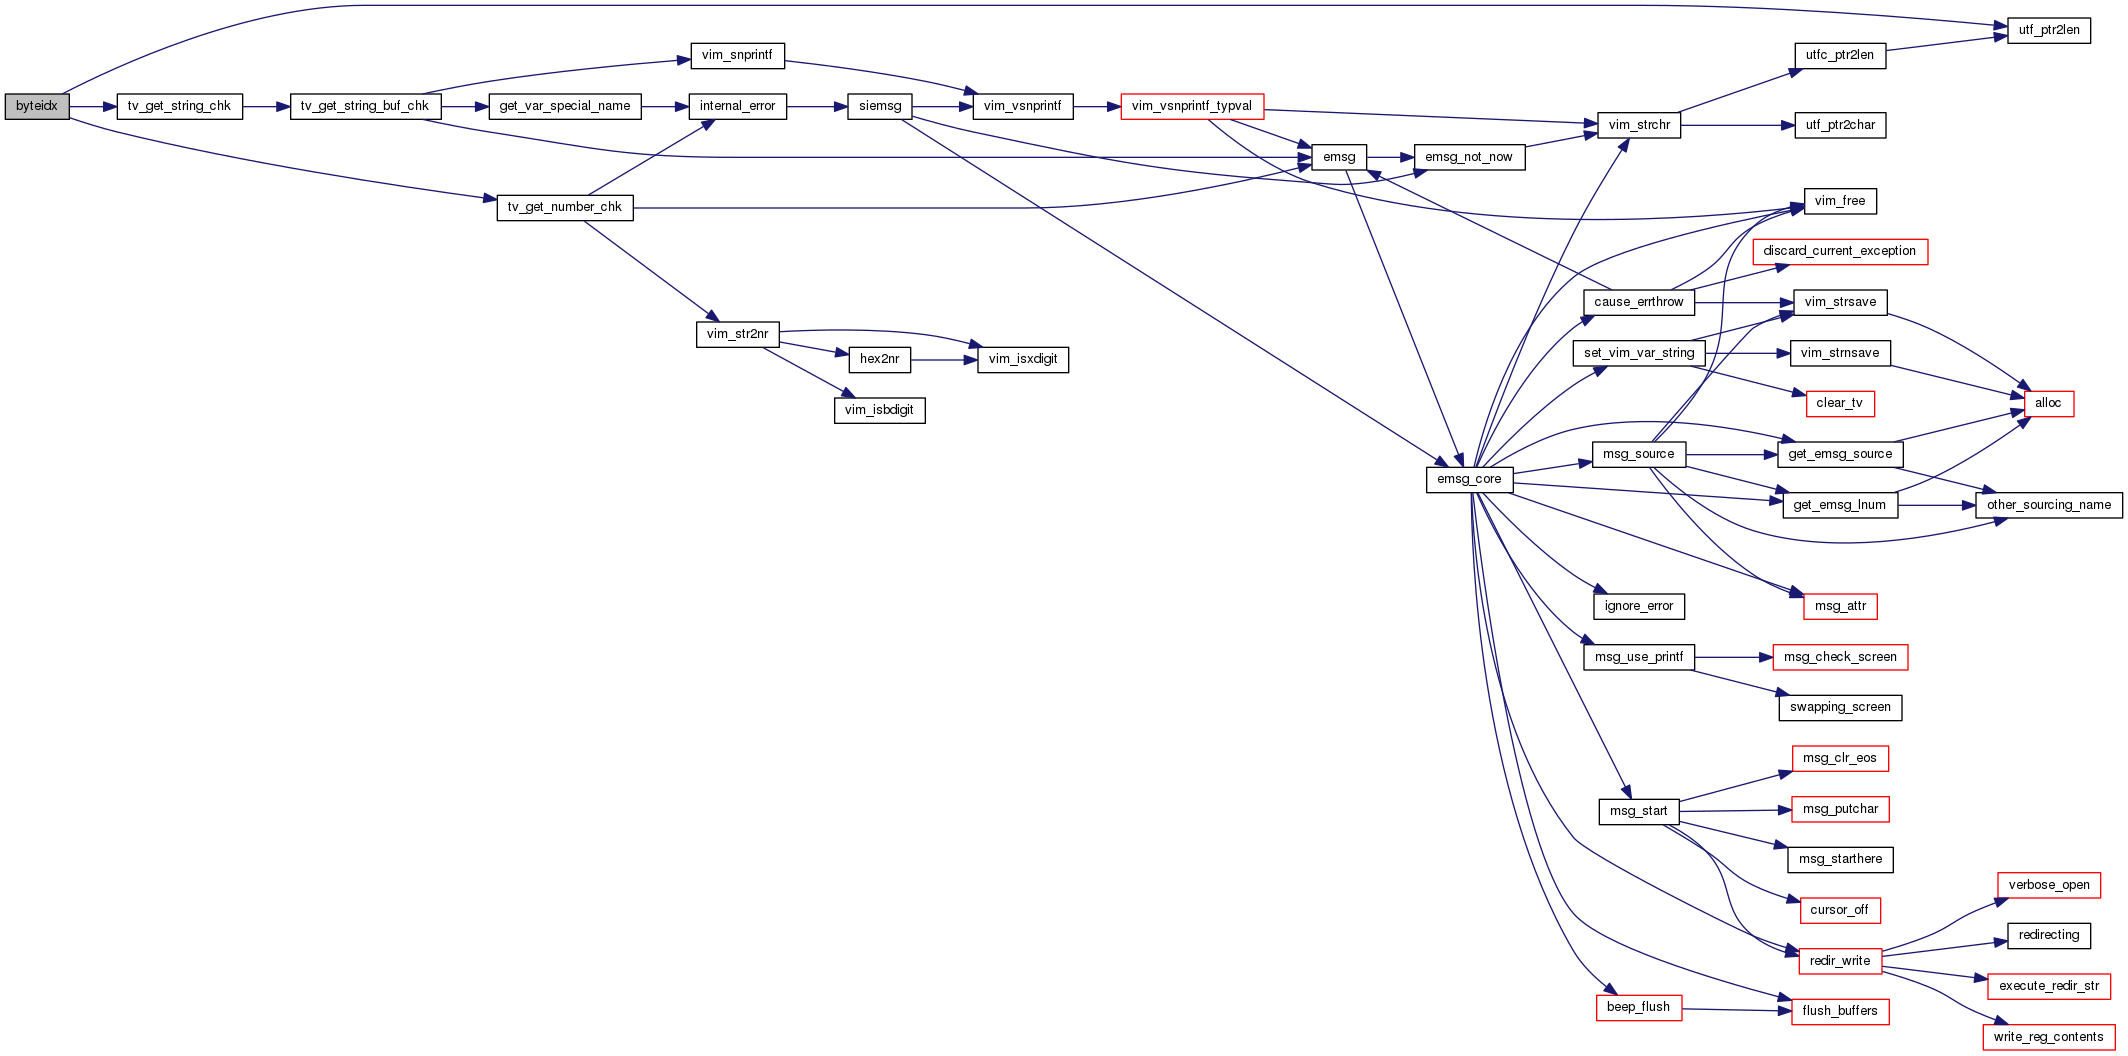 byteidx
tv_get_string_chk
tv_get_string_buf_chk
vim_snprintf
get_var_special_name
internal_error
siemsg
vim_vsnprintf
vim_vsnprintf_typval
tv_get_number_chk
vim_str2nr
hex2nr
vim_isxdigit
vim_isbdigit
emsg
emsg_not_now
emsg_core
vim_strchr
utfc_ptr2len
utf_ptr2len
utf_ptr2char
vim_free
discard_current_exception
cause_errthrow
vim_strsave
set_vim_var_string
vim_strnsave
clear_tv
alloc
msg_source
get_emsg_source
get_emsg_lnum
other_sourcing_name
msg_attr
ignore_error
msg_use_printf
msg_check_screen
swapping_screen
msg_start
msg_clr_eos
msg_putchar
msg_starthere
cursor_off
redir_write
verbose_open
redirecting
execute_redir_str
write_reg_contents
beep_flush
flush_buffers